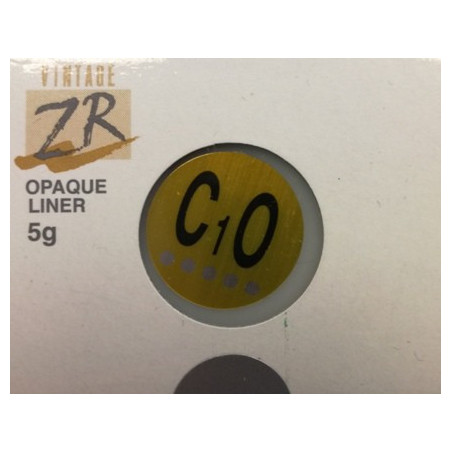 VINTAGE
ZR
OPAQUE
LINER
5g
C1O